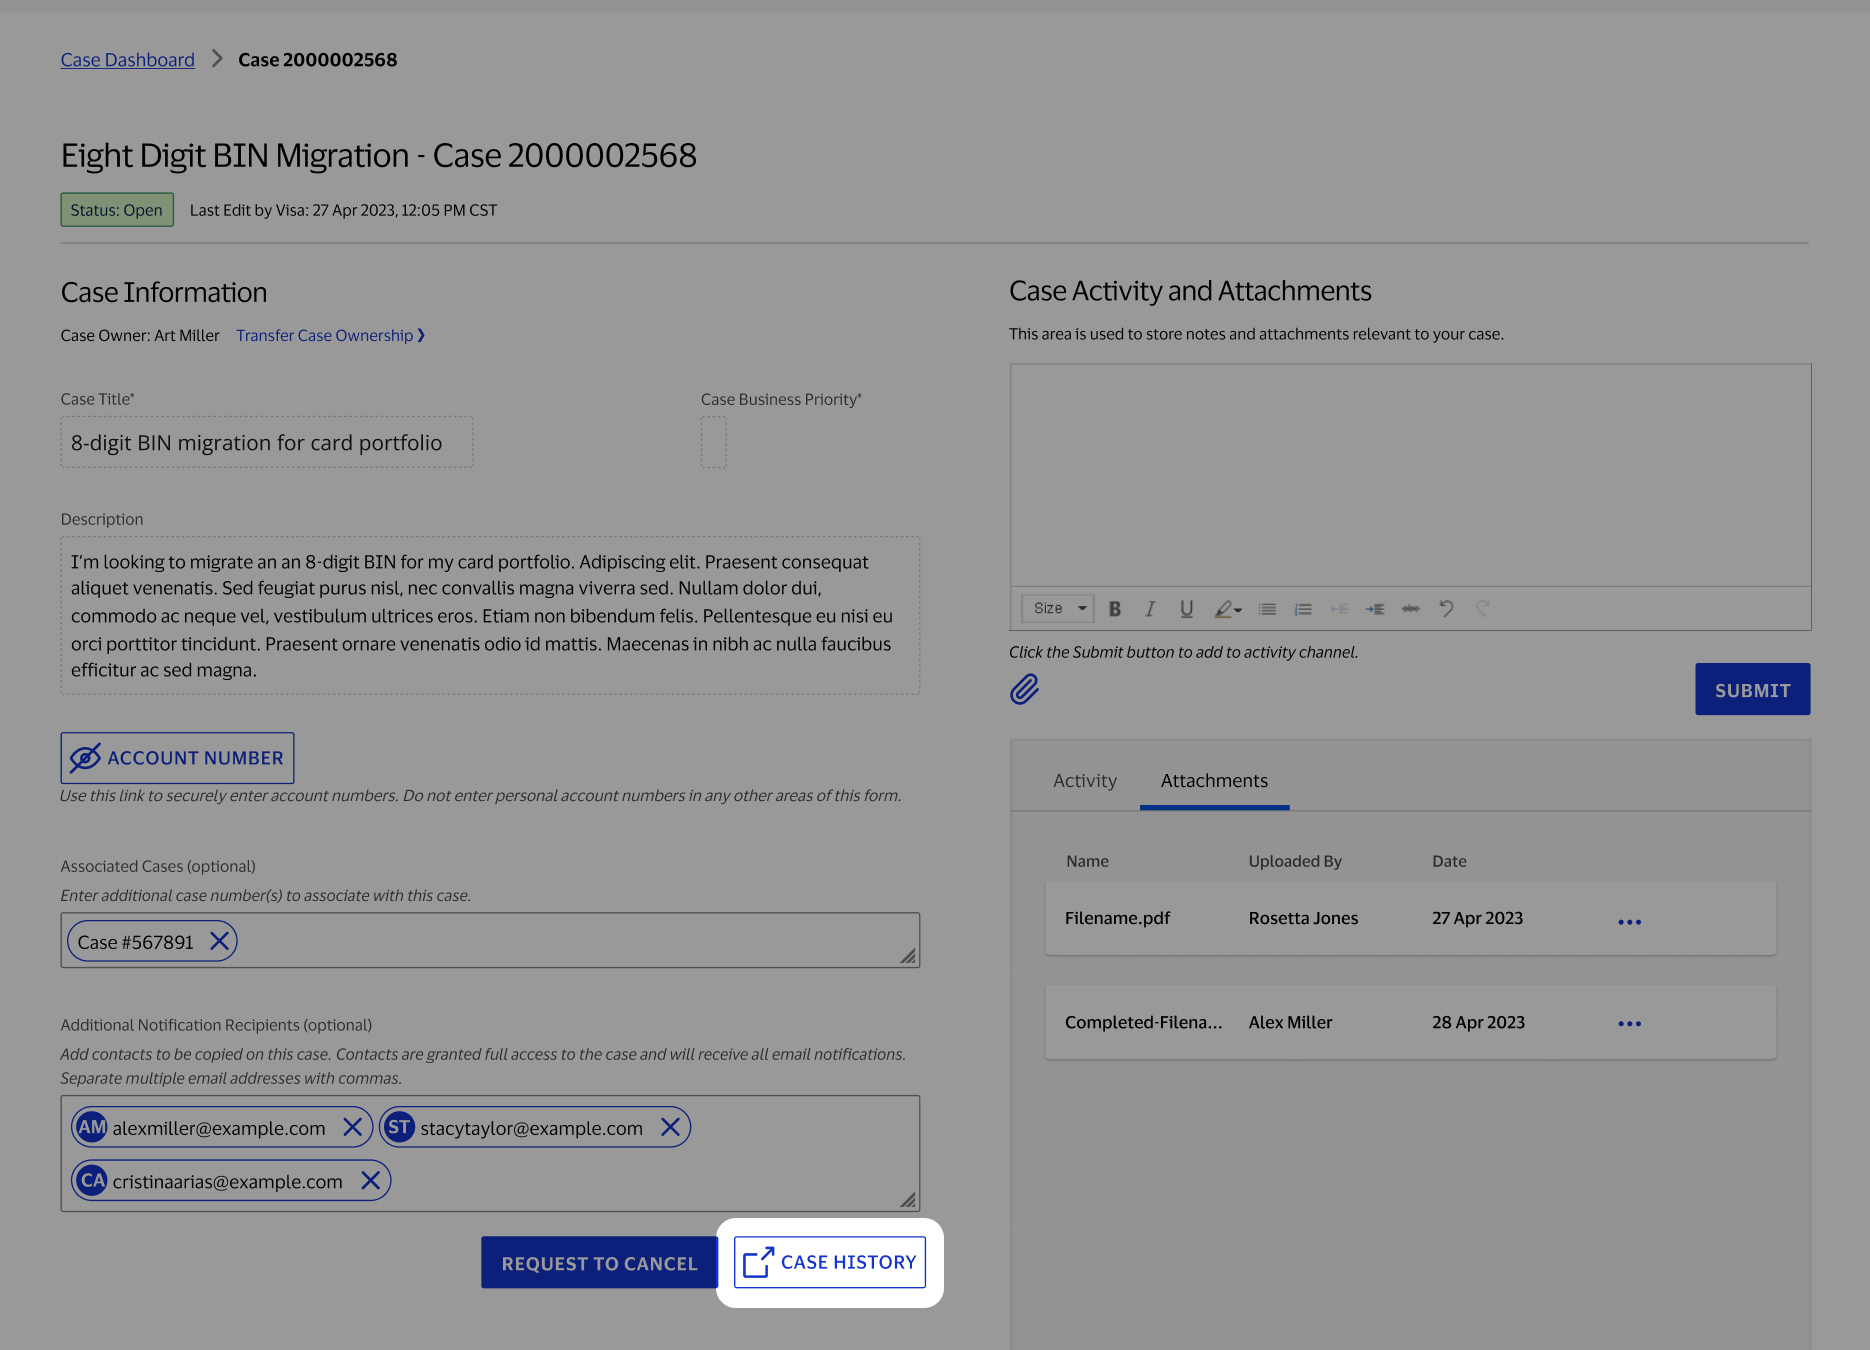 Case Dashboard > Case 2000002568
Eight Digit BIN Migration - Case 2000002568
Status: Open Last Edit by Visa: 27 Apr 2023, 12:05 PM CST
Case Information
Case Owner: Art Miller Transfer Case Ownership ❯
Case Title*
8-digit BIN migration for card portfolio
Case Business Priority*
Description
I'm looking to migrate an an 8-digit BIN for my card portfolio. Adipiscing elit. Praesent consequat
aliquet venenatis. Sed feugiat purus nisl, nec convallis magna viverra sed. Nullam dolor dui,
commodo ac neque vel, vestibulum ultrices eros. Etiam non bibendum felis. Pellentesque eu nisi eu
orci porttitor tincidunt. Praesent ornare venenatis odio id mattis. Maecenas in nibh ac nulla faucibus
efficitur ac sed magna.
ACCOUNT NUMBER
Use this link to securely enter account numbers. Do not enter personal account numbers in any other areas of this form.
Associated Cases (optional)
Enter additional case number(s) to associate with this case.
Case #567891
Additional Notification Recipients (optional)
Add contacts to be copied on this case. Contacts are granted full access to the case and will receive all email notifications.
Separate multiple email addresses with commas.
AM alexmiller@example.com ST stacytaylor@example.com
CA cristinaarias@example.com
REQUEST TO CANCEL CASE HISTORY
Case Activity and Attachments
This area is used to store notes and attachments relevant to your case.
Size B I U abc
Click the Submit button to add to activity channel.
SUBMIT
Activity Attachments
Name Uploaded By Date
Filename.pdf Rosetta Jones 27 Apr 2023 ...
Completed-Filena... Alex Miller 28 Apr 2023 ...